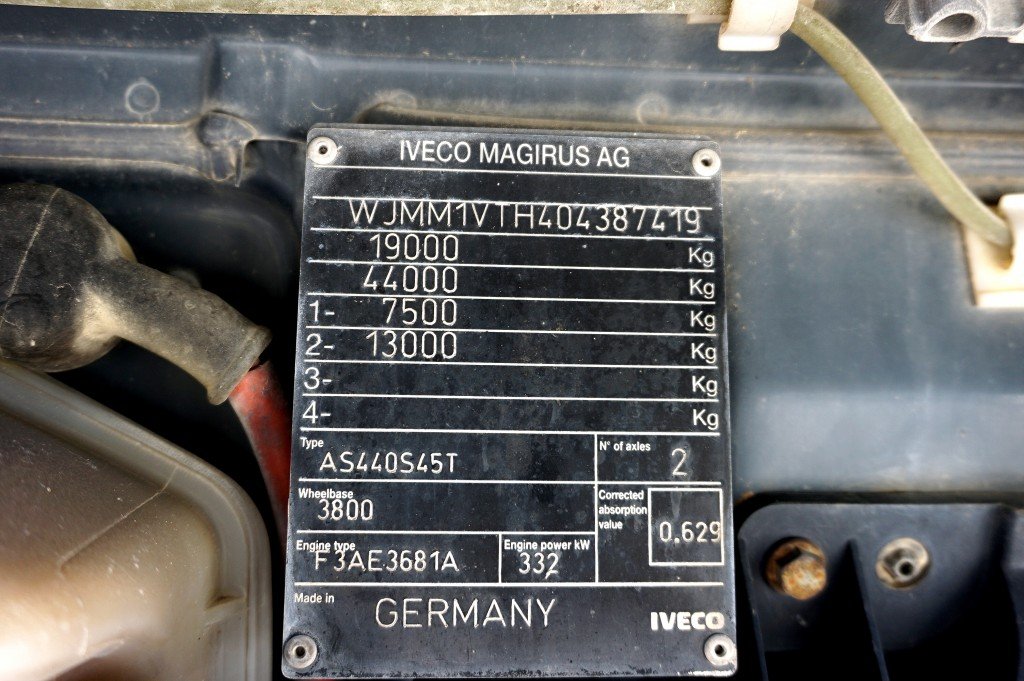 IVECO MAGIRUS AG
WJMM1VTH404387419
19000 Kg
44000 Kg
1- 7500 Kg
2- 13000 Kg
3- Kg
4- Kg
Type N° of axles
AS440S45T 2
Wheelbase Corrected absorption value
3800 0.629
Engine type Engine power kW
F3AE3681A 332
Made in
GERMANY IVECO